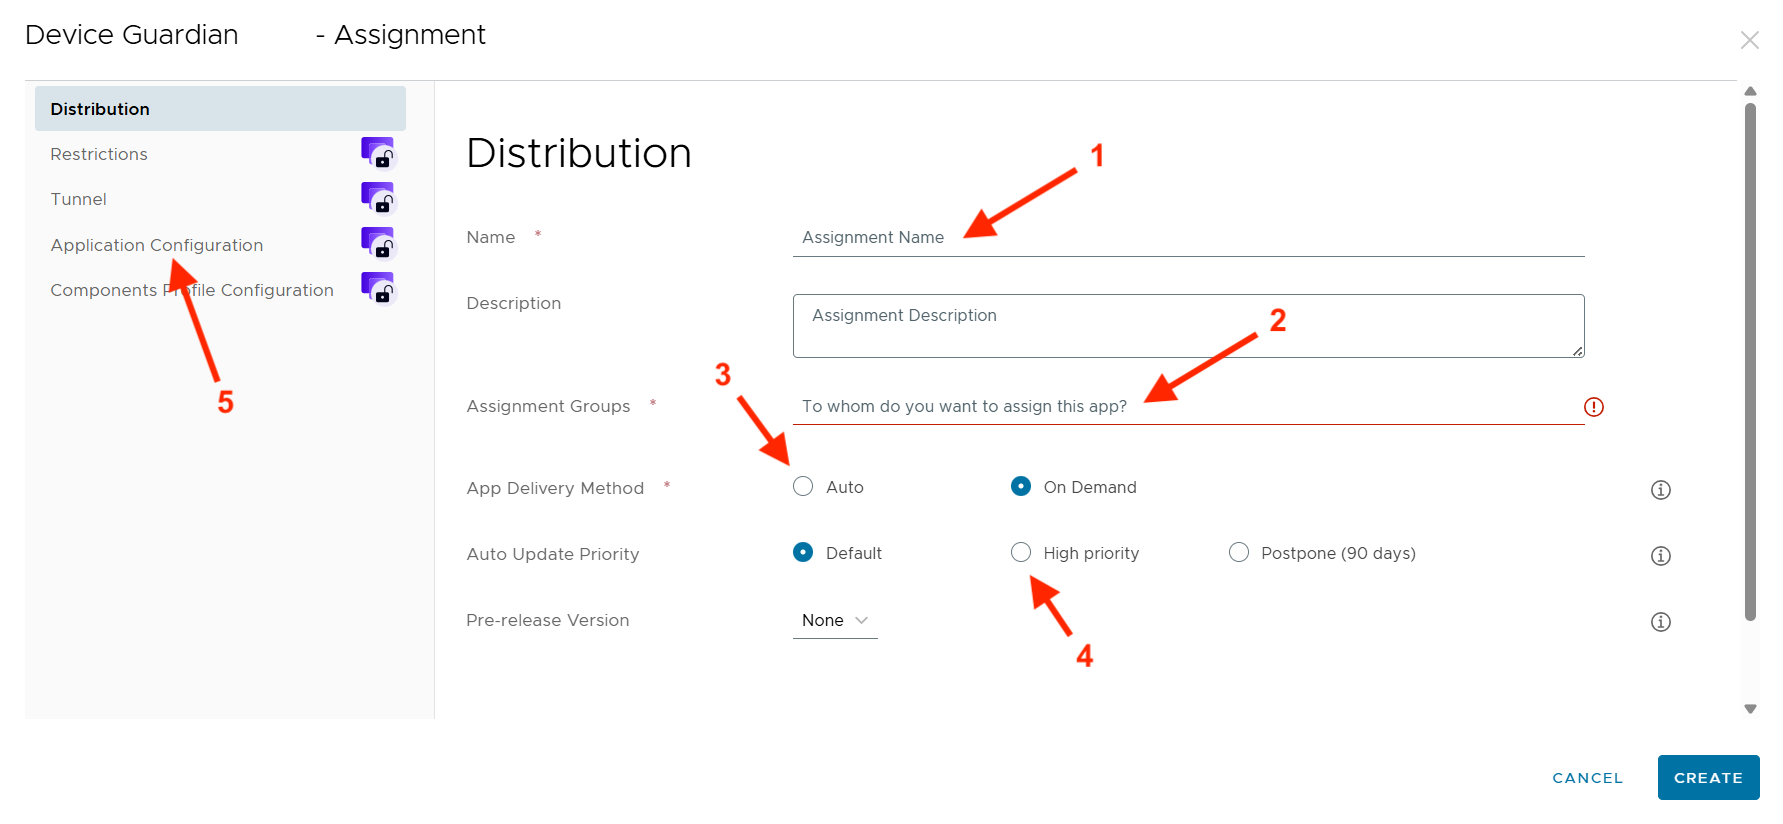 Device Guardian - Assignment
Distribution
Restrictions
Tunnel
Application Configuration
Components Profile Configuration
5
Distribution
1
Name *
Assignment Name
Description
Assignment Description
2
3
Assignment Groups *
To whom do you want to assign this app?
App Delivery Method *
Auto
On Demand
Auto Update Priority
Default
High priority
Postpone (90 days)
Pre-release Version
None
4
CANCEL
CREATE